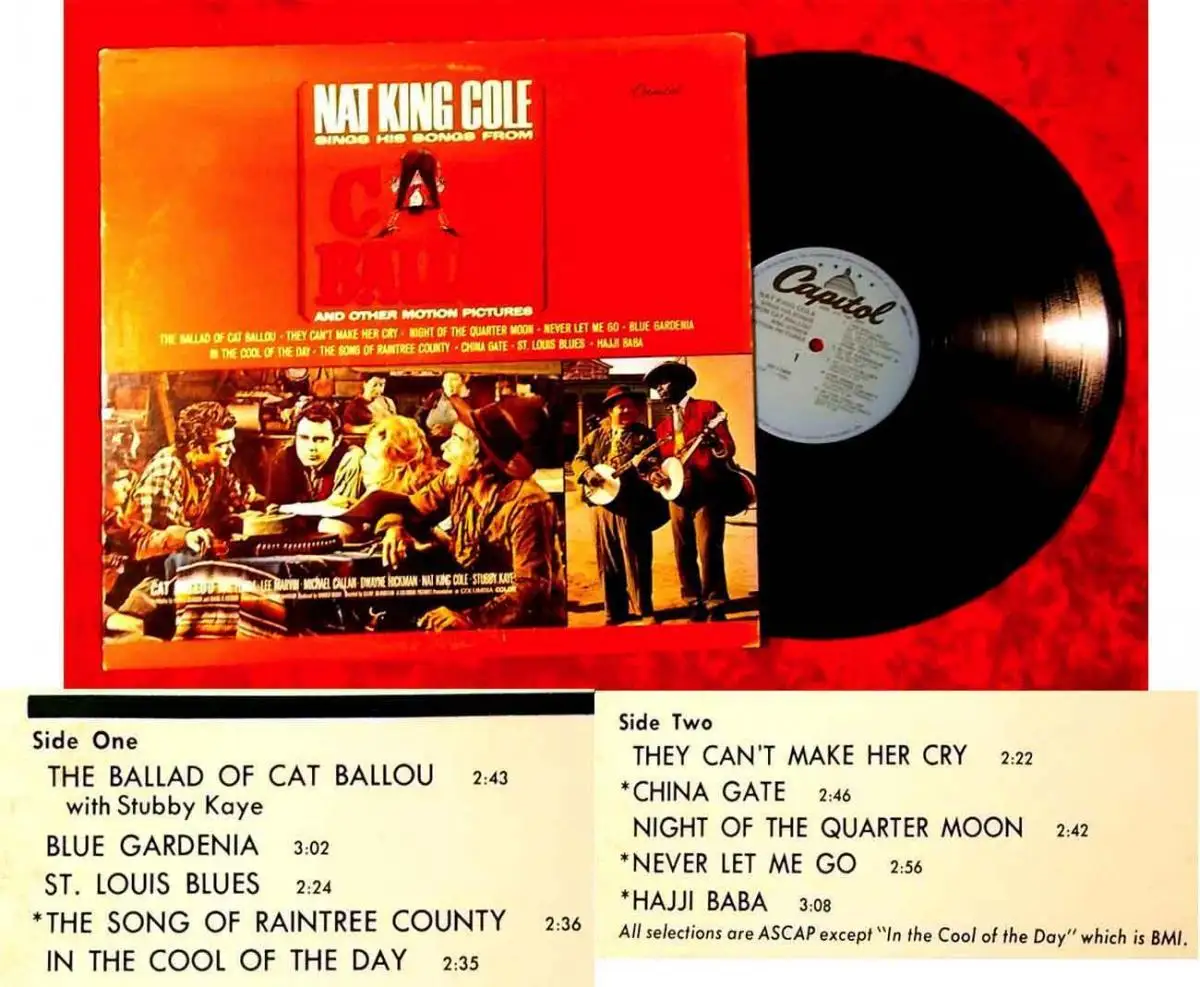 Capitol
NAT KING COLE
SINGS HIS SONGS FROM
CAT
BALLOU
AND OTHER MOTION PICTURES
THE BALLAD OF CAT BALLOU · THEY CAN'T MAKE HER CRY · NIGHT OF THE QUARTER MOON · NEVER LET ME GO · BLUE GARDENIA
IN THE COOL OF THE DAY · THE SONG OF RAINTREE COUNTY · CHINA GATE · ST. LOUIS BLUES · HAJJI BABA
CAT LEE MARVIN · MICHAEL CALLAN · DWAYNE HICKMAN · NAT KING COLE · STUBBY KAYE
Capitol
NAT KING COLE
1
Side One
THE BALLAD OF CAT BALLOU 2:43
with Stubby Kaye
BLUE GARDENIA 3:02
ST. LOUIS BLUES 2:24
*THE SONG OF RAINTREE COUNTY 2:36
IN THE COOL OF THE DAY 2:35
Side Two
THEY CAN'T MAKE HER CRY 2:22
*CHINA GATE 2:46
NIGHT OF THE QUARTER MOON 2:42
*NEVER LET ME GO 2:56
*HAJJI BABA 3:08
All selections are ASCAP except "In the Cool of the Day" which is BMI.